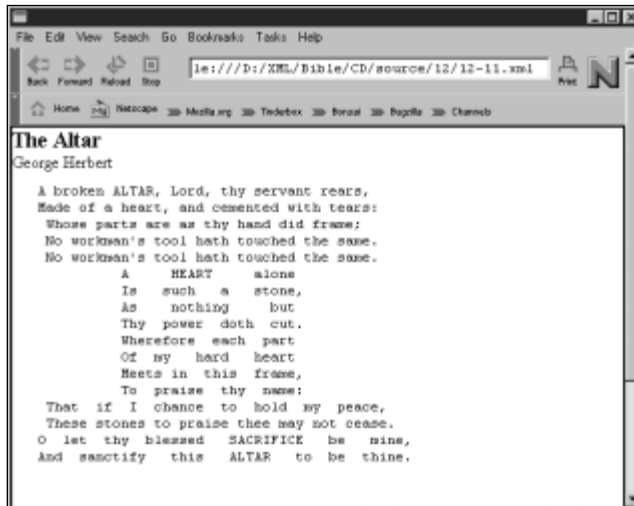 File Edit View Search Go Bookmarks Tasks Help
Back Forward Reload Stop
le:///D:/XML/Bible/CD/source/12/12-11.xml
Print
N
Home My Netscape Mozilla.org Tinderbox Bonsai Bugzilla Channels
The Altar
George Herbert
A broken ALTAR, Lord, thy servant rears,
Made of a heart, and cemented with tears:
Whose parts are as thy hand did frame;
No workman's tool hath touched the same.
No workman's tool hath touched the same.
A HEART alone
Is such a stone,
As nothing but
Thy power doth cut.
Wherefore each part
Of my hard heart
Meets in this frame,
To praise thy name:
That if I chance to hold my peace,
These stones to praise thee may not cease.
O let thy blessed SACRIFICE be mine,
And sanctify this ALTAR to be thine.